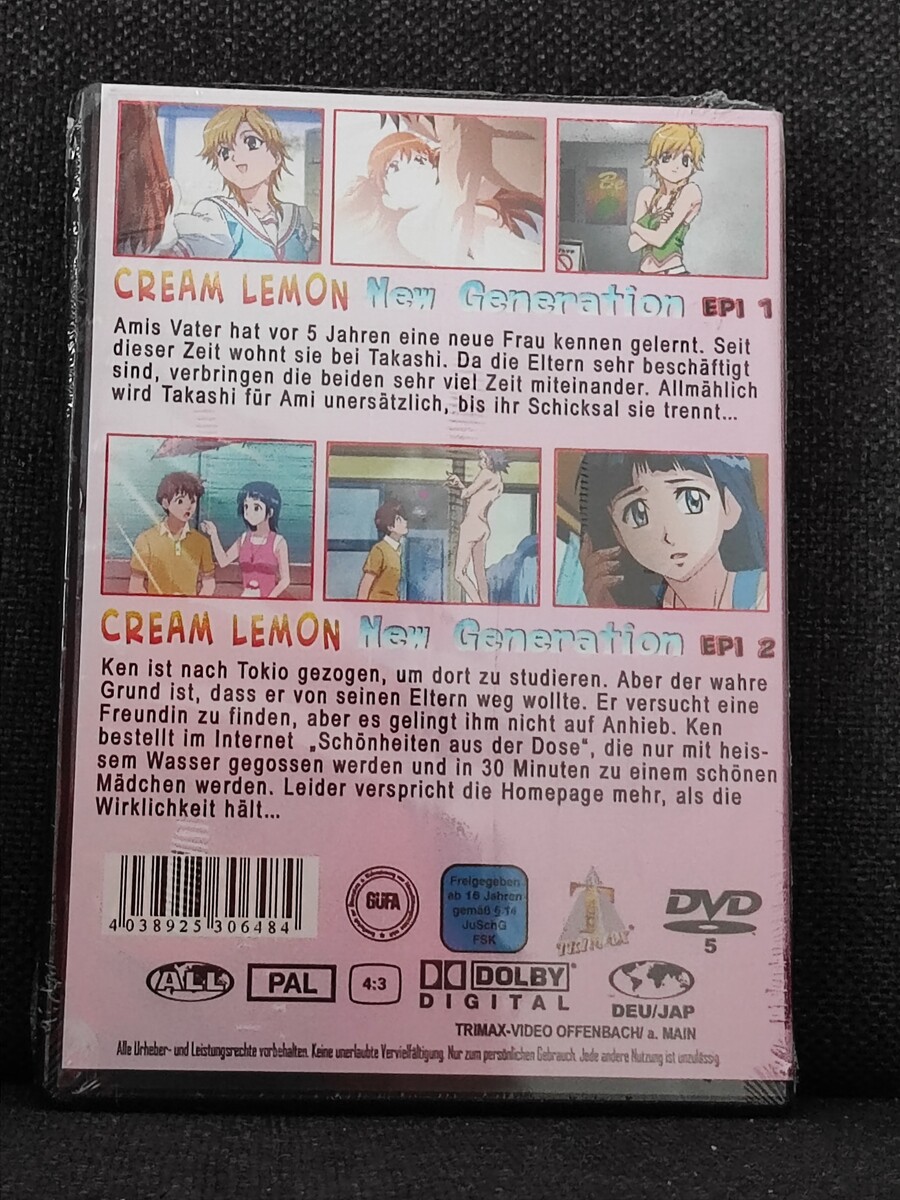 Be
CREAM LEMON New Generation EPI 1
Amis Vater hat vor 5 Jahren eine neue Frau kennen gelernt. Seit
dieser Zeit wohnt sie bei Takashi. Da die Eltern sehr beschäftigt
sind, verbringen die beiden sehr viel Zeit miteinander. Allmählich
wird Takashi für Ami unersätzlich, bis ihr Schicksal sie trennt...
CREAM LEMON New Generation EPI 2
Ken ist nach Tokio gezogen, um dort zu studieren. Aber der wahre
Grund ist, dass er von seinen Eltern weg wollte. Er versucht eine
Freundin zu finden, aber es gelingt ihm nicht auf Anhieb. Ken
bestellt im Internet „Schönheiten aus der Dose“, die nur mit heis-
sem Wasser gegossen werden und in 30 Minuten zu einem schönen
Mädchen werden. Leider verspricht die Homepage mehr, als die
Wirklichkeit hält...
4 038925 306484
GÜFA
Freigegeben
ab 16 Jahren
gemäß § 14
JuSchG
FSK
TRIMAX
DVD
5
ALL
PAL
4:3
DOLBY
DIGITAL
DEU/JAP
TRIMAX-VIDEO OFFENBACH/ a. MAIN
Alle Urheber- und Leistungsrechte vorbehalten. Keine unerlaubte Vervielfältigung. Nur zum persönlichen Gebrauch. Jede andere Nutzung ist unzulässig.